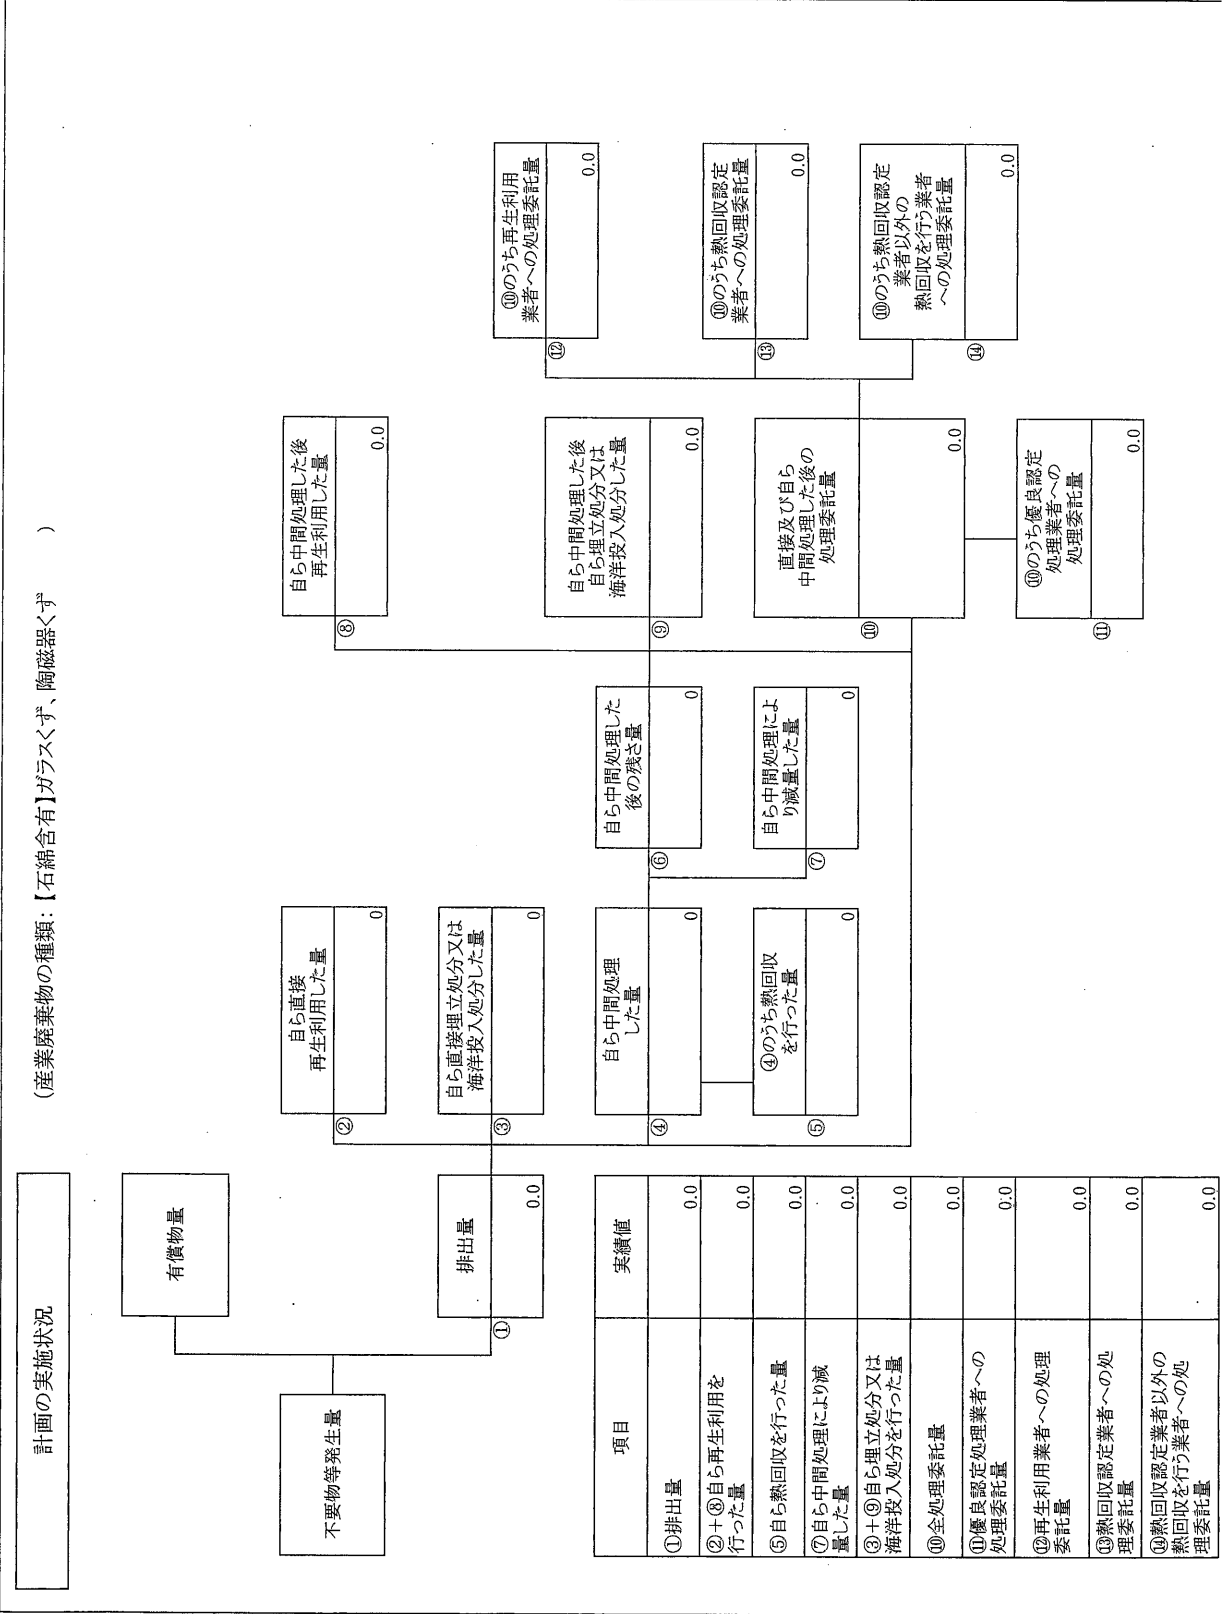 計画の実施状況
(産業廃棄物の種類:【石綿含有】ガラスくず、陶磁器くず )
不要物等発生量
有償物量
①
排出量
0.0
②
自ら直接
再生利用した量
0
③
自ら直接埋立処分又は
海洋投入処分した量
0
④
自ら中間処理
した量
0
⑤
④のうち熱回収
を行った量
0
⑥
自ら中間処理した
後の残さ量
0
⑦
自ら中間処理によ
り減量した量
0
⑧
自ら中間処理した後
再生利用した量
0.0
⑨
自ら中間処理した後
自ら埋立処分又は
海洋投入処分した量
0.0
⑩
直接及び自ら
中間処理した後の
処理委託量
0.0
⑪
⑩のうち優良認定
処理業者への
処理委託量
0.0
⑫
⑩のうち再生利用
業者への処理委託量
0.0
⑬
⑩のうち熱回収認定
業者への処理委託量
0.0
⑭
⑩のうち熱回収認定
業者以外の
熱回収を行う業者
への処理委託量
0.0
項目 実績値
①排出量 0.0
②+⑧自ら再生利用を
行った量 0.0
⑤自ら熱回収を行った量 0.0
⑦自ら中間処理により減
量した量 0.0
③+⑨自ら埋立処分又は
海洋投入処分を行った量 0.0
⑩全処理委託量 0.0
⑪優良認定処理業者への
処理委託量 0.0
⑫再生利用業者への処理
委託量 0.0
⑬熱回収認定業者への処
理委託量 0.0
⑭熱回収認定業者以外の
熱回収を行う業者への処
理委託量 0.0